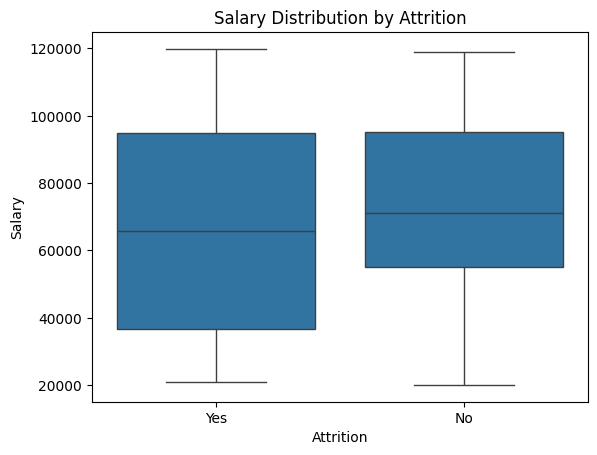 Salary Distribution by Attrition
120000
100000
80000
60000
40000
20000
Salary
Yes No
Attrition